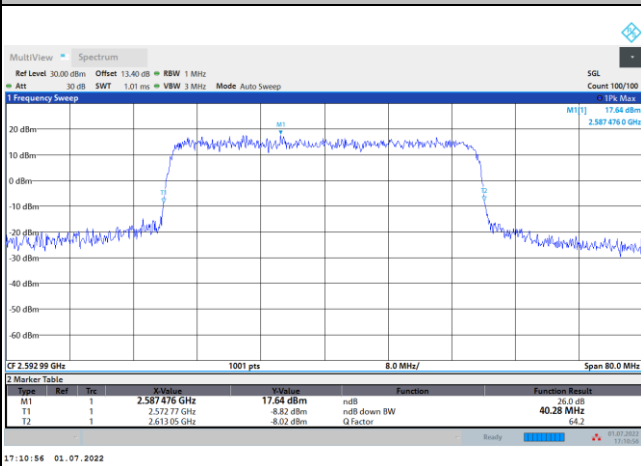 MultiView Spectrum
Ref Level 30.00 dBm Offset 13.40 dB RBW 1 MHz SGL
Att 30 dB SWT 1.01 ms VBW 3 MHz Mode Auto Sweep Count 100/100
1 Frequency Sweep 1Pk Max
M1[1] 17.64 dBm
2.587 476 0 GHz
M1
20 dBm
10 dBm
0 dBm
T1 T2
-10 dBm
-20 dBm
-30 dBm
-40 dBm
-50 dBm
-60 dBm
CF 2.592 99 GHz 1001 pts 8.0 MHz/ Span 80.0 MHz
2 Marker Table
Type Ref Trc X-Value Y-Value Function Function Result
M1 1 2.587 476 GHz 17.64 dBm ndB 26.0 dB
T1 1 2.572 77 GHz -8.82 dBm ndB down BW 40.28 MHz
T2 1 2.613 05 GHz -8.02 dBm Q Factor 64.2
Ready 01.07.2022
17:10:56
17:10:56 01.07.2022